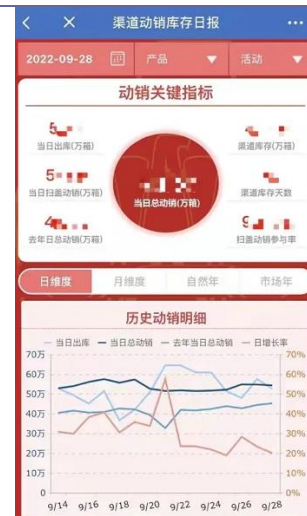 渠道动销库存日报
2022-09-28 产品 活动
动销关键指标
当日出库(万箱)
渠道库存(万箱)
当日扫盖动销(万箱)
当日总动销(万箱)
渠道库存天数
去年日总动销(万箱)
扫盖动销参与率
日维度 月维度 自然年 市场年
历史动销明细
当日出库 当日总动销 去年当日总动销 日增长率
70万 70%
60万 60%
50万 50%
40万 40%
30万 30%
20万 20%
10万 10%
0 0%
9/14 9/16 9/18 9/20 9/22 9/24 9/26 9/28